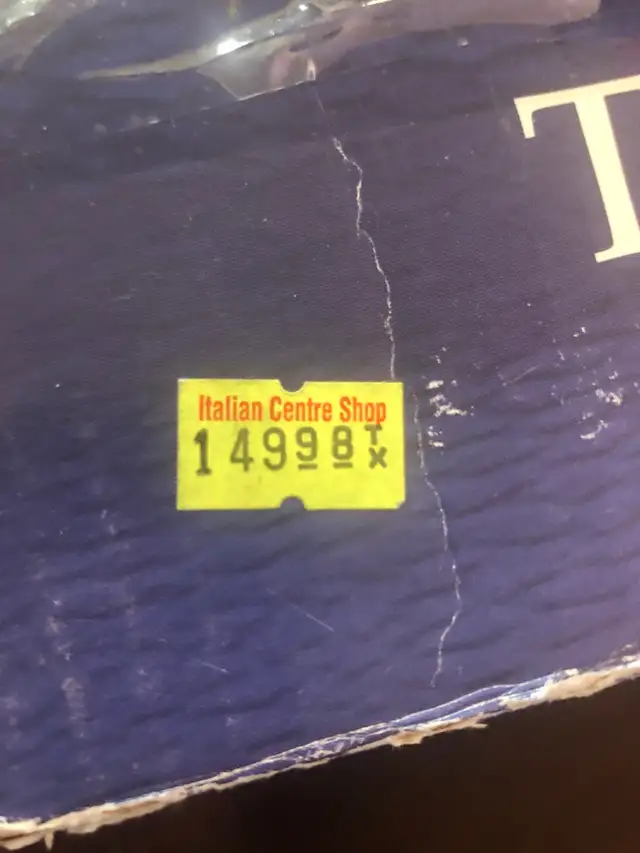 T
Italian Centre Shop
14998 TX